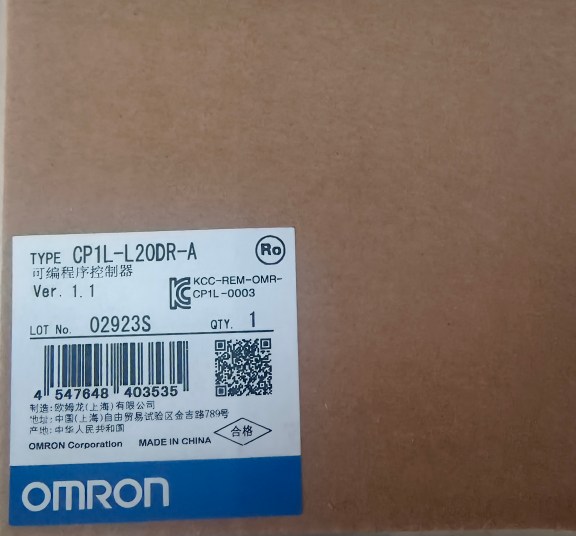 TYPE CP1L-L20DR-A
Ro
可编程序控制器
Ver. 1.1
KCC-REM-OMR-
CP1L-0003
LOT No. 02923S QTY. 1
4 547648 403535
制造:欧姆龙(上海)有限公司
地址:中国(上海)自由贸易试验区金吉路789号
产地:中华人民共和国
OMRON Corporation MADE IN CHINA
合格
OMRON